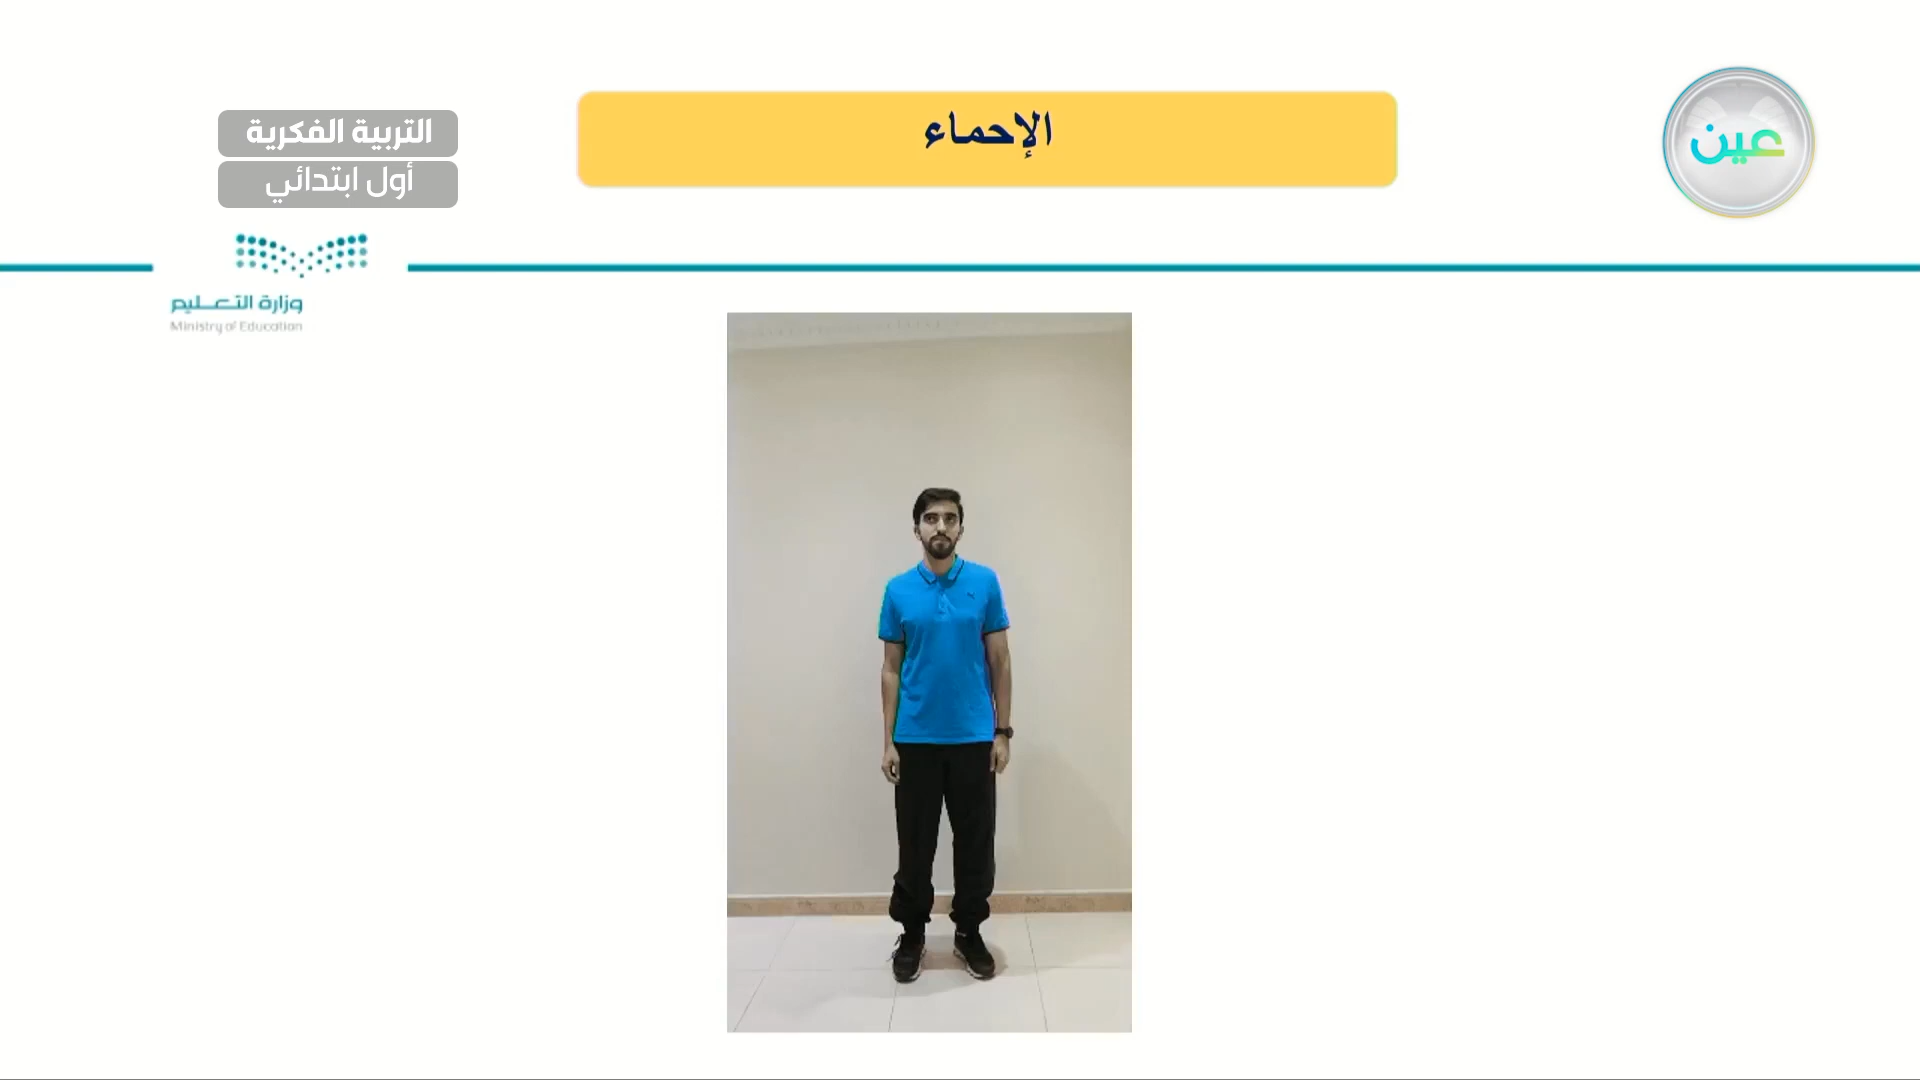 الإحماء
التربية الفكرية
أول ابتدائي
عين
وزارة التعليم
Ministry of Education